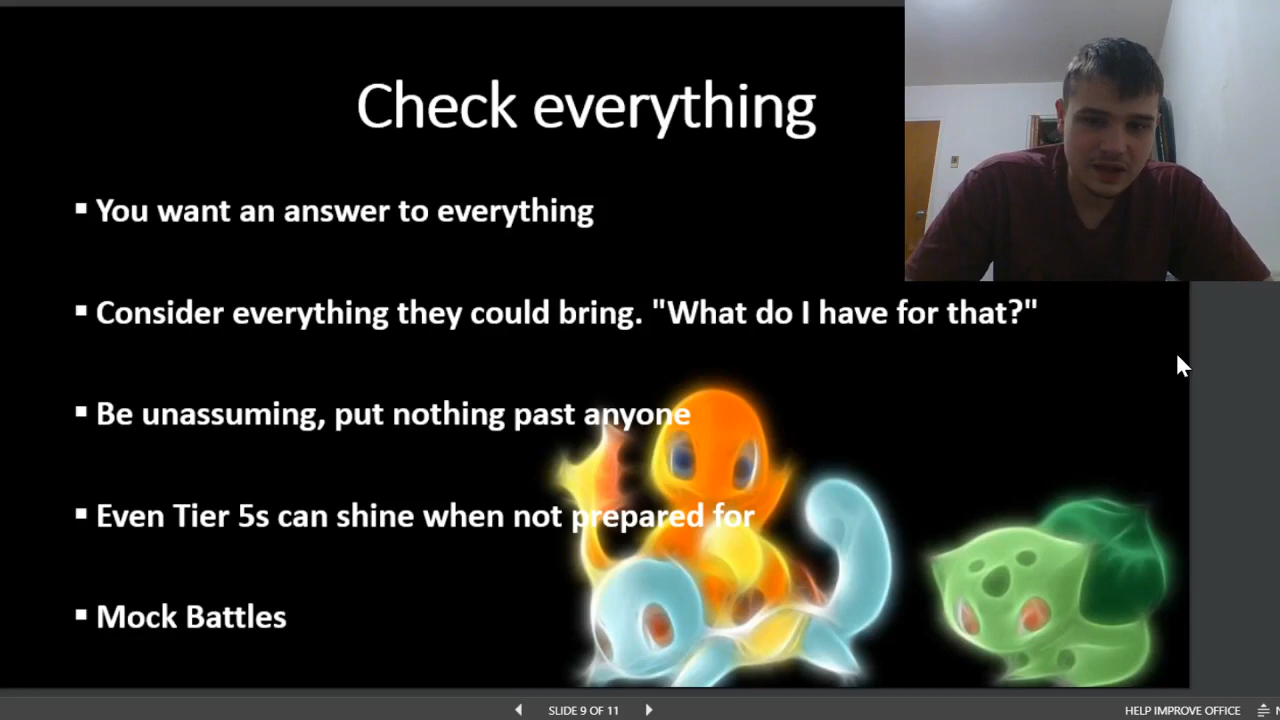 Check everything
▪ You want an answer to everything
▪ Consider everything they could bring. "What do I have for that?"
▪ Be unassuming, put nothing past anyone
▪ Even Tier 5s can shine when not prepared for
▪ Mock Battles
SLIDE 9 OF 11
HELP IMPROVE OFFICE